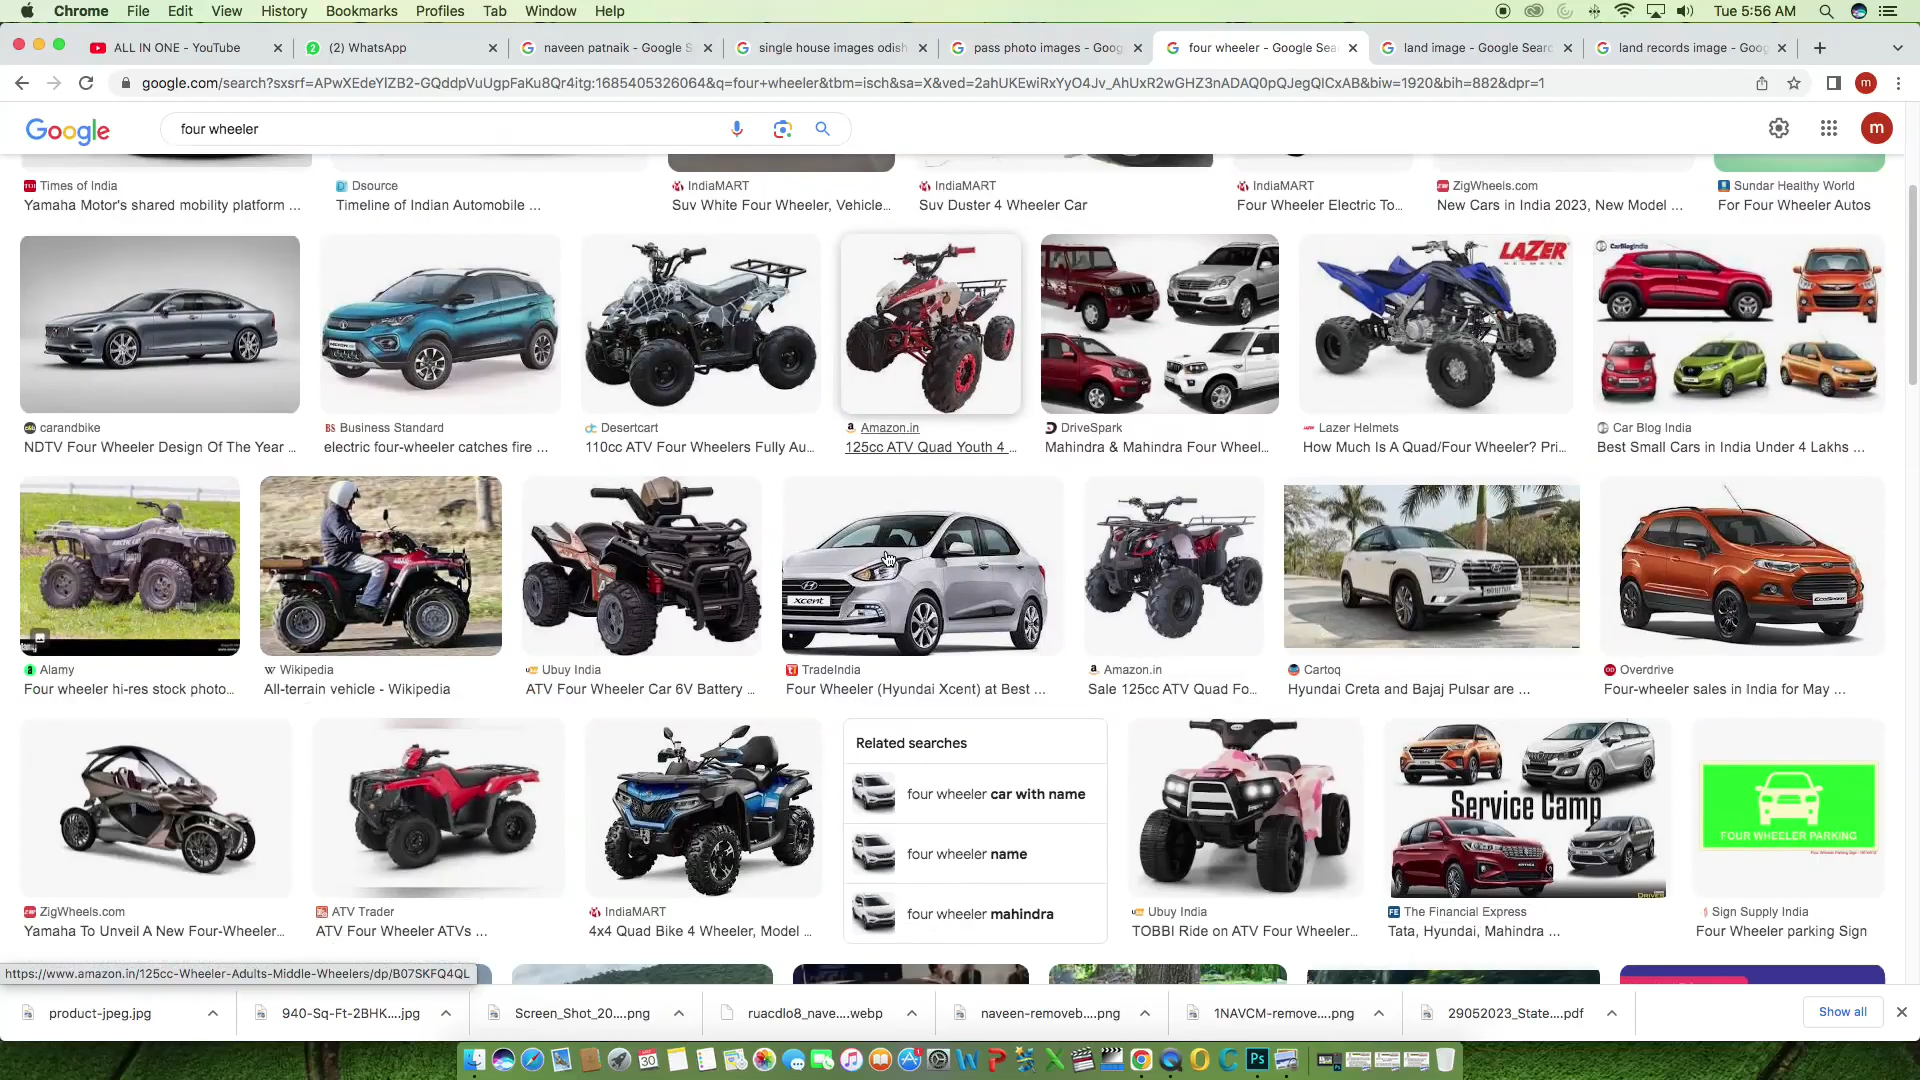 Chrome File Edit View History Bookmarks Profiles Tab Window Help
Tue 5:56 AM
ALL IN ONE - YouTube
(2) WhatsApp
naveen patnaik - Google S
single house images odish
pass photo images - Goog
four wheeler - Google Sea
land image - Google Searc
land records image - Goog
google.com/search?sxsrf=APwXEdeYlZB2-GQddpVuUgpFaKu8Qr4itg:1685405326064&q=four+wheeler&tbm=isch&sa=X&ved=2ahUKEwiRxYyO4Jv_AhUxR2wGHZ3nADAQ0pQJegQICxAB&biw=1920&bih=882&dpr=1
m
Google
four wheeler
m
Times of India
Dsource
IndiaMART
IndiaMART
IndiaMART
ZigWheels.com
Sundar Healthy World
Yamaha Motor's shared mobility platform ...
Timeline of Indian Automobile ...
Suv White Four Wheeler, Vehicle...
Suv Duster 4 Wheeler Car
Four Wheeler Electric To...
New Cars in India 2023, New Model ...
For Four Wheeler Autos
LAZER
HELMETS
CarBlogIndia
carandbike
Business Standard
Desertcart
Amazon.in
DriveSpark
Lazer Helmets
Car Blog India
NDTV Four Wheeler Design Of The Year ...
electric four-wheeler catches fire ...
110cc ATV Four Wheelers Fully Au...
125cc ATV Quad Youth 4 ...
Mahindra & Mahindra Four Wheel...
How Much Is A Quad/Four Wheeler? Pri...
Best Small Cars in India Under 4 Lakhs ...
xcent
EcoSport
Alamy
Wikipedia
Ubuy India
TradeIndia
Amazon.in
Cartoq
Overdrive
Four wheeler hi-res stock photo...
All-terrain vehicle - Wikipedia
ATV Four Wheeler Car 6V Battery ...
Four Wheeler (Hyundai Xcent) at Best ...
Sale 125cc ATV Quad Fo...
Hyundai Creta and Bajaj Pulsar are ...
Four-wheeler sales in India for May ...
Related searches
four wheeler car with name
four wheeler name
four wheeler mahindra
Service Camp
FOUR WHEELER PARKING
ZigWheels.com
ATV Trader
IndiaMART
Ubuy India
The Financial Express
Sign Supply India
Yamaha To Unveil A New Four-Wheeler...
ATV Four Wheeler ATVs ...
4x4 Quad Bike 4 Wheeler, Model ...
TOBBI Ride on ATV Four Wheeler...
Tata, Hyundai, Mahindra ...
Four Wheeler parking Sign
https://www.amazon.in/125cc-Wheeler-Adults-Middle-Wheelers/dp/B07SKFQ4QL
product-jpeg.jpg
940-Sq-Ft-2BHK....jpg
Screen_Shot_20....png
ruacdlo8_nave....webp
naveen-removeb....png
1NAVCM-remove....png
29052023_State....pdf
Show all